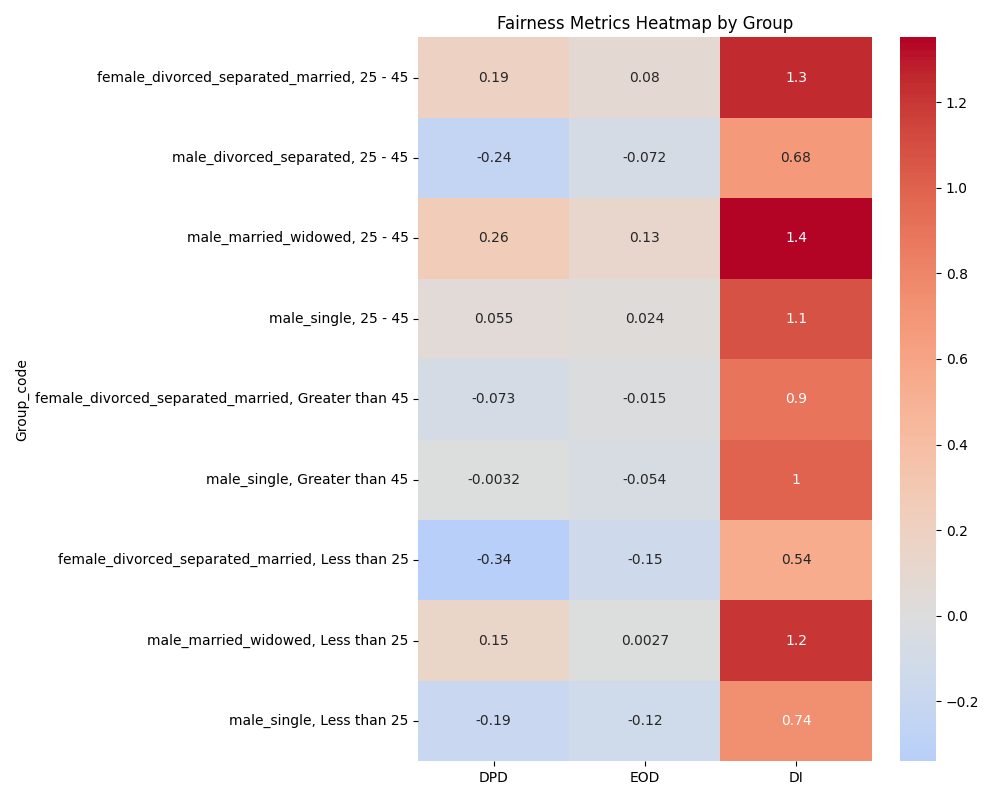 Fairness Metrics Heatmap by Group
Group_code
female_divorced_separated_married, 25 - 45
0.19 0.08 1.3
male_divorced_separated, 25 - 45
-0.24 -0.072 0.68
male_married_widowed, 25 - 45
0.26 0.13 1.4
male_single, 25 - 45
0.055 0.024 1.1
female_divorced_separated_married, Greater than 45
-0.073 -0.015 0.9
male_single, Greater than 45
-0.0032 -0.054 1
female_divorced_separated_married, Less than 25
-0.34 -0.15 0.54
male_married_widowed, Less than 25
0.15 0.0027 1.2
male_single, Less than 25
-0.19 -0.12 0.74
DPD EOD DI
1.2
1.0
0.8
0.6
0.4
0.2
0.0
−0.2